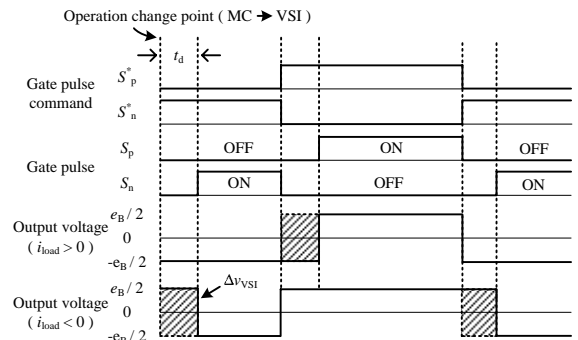 Operation change point ( MC → VSI )
t_d
Gate pulse command
S*_p
S*_n
Gate pulse
S_p
OFF
ON
OFF
S_n
ON
OFF
ON
Output voltage
( i_load > 0 )
e_B / 2
0
-e_B / 2
Output voltage
( i_load < 0 )
e_B / 2
0
-e_B / 2
Δv_VSI